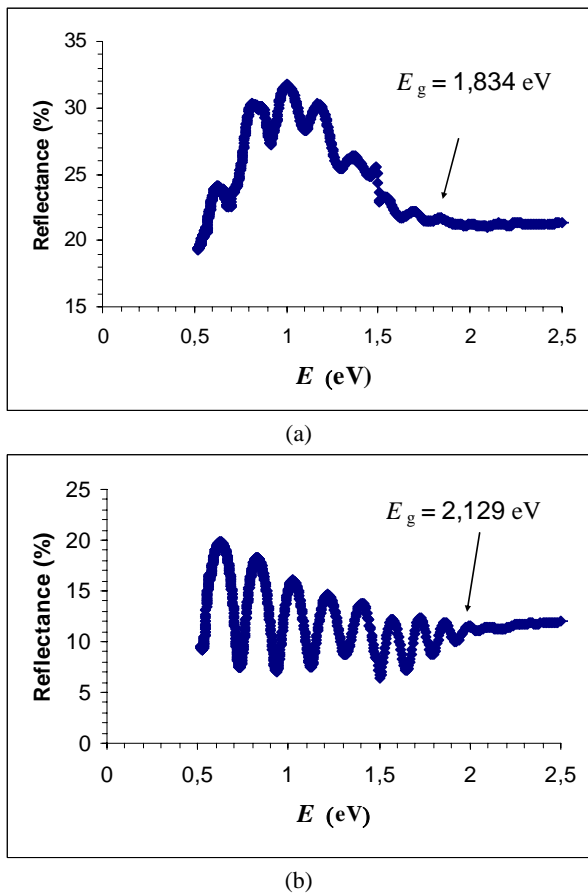 35
30
25
20
15
0 0,5 1 1,5 2 2,5
Reflectance (%)
E (eV)
E g = 1,834 eV
(a)
25
20
15
10
5
0
0 0,5 1 1,5 2 2,5
Reflectance (%)
E (eV)
E g = 2,129 eV
(b)